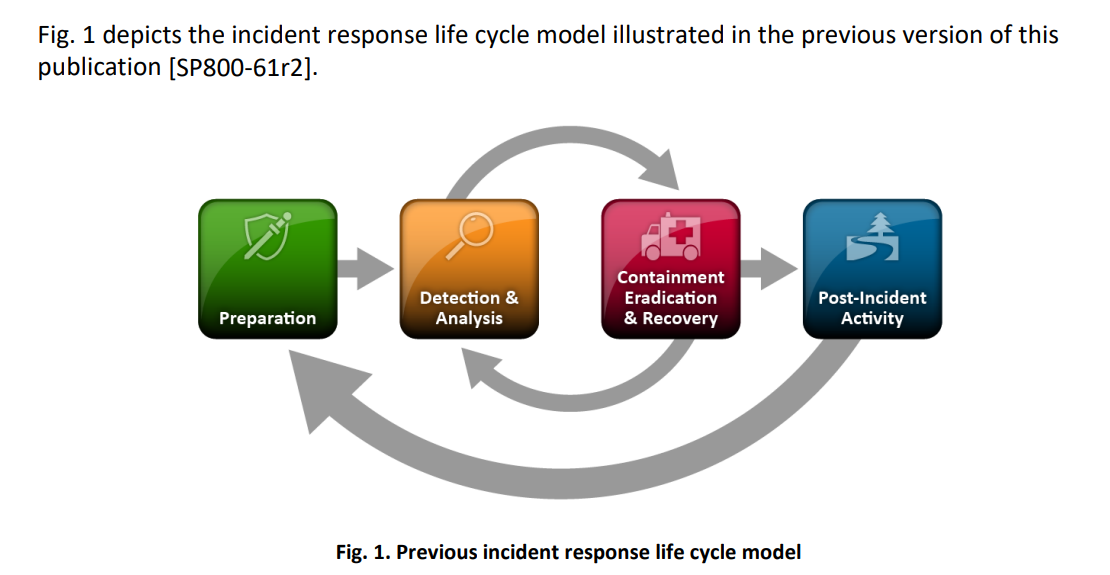 Fig. 1 depicts the incident response life cycle model illustrated in the previous version of this
publication [SP800-61r2].
Preparation
Detection &
Analysis
Containment
Eradication
& Recovery
Post-Incident
Activity
Fig. 1. Previous incident response life cycle model